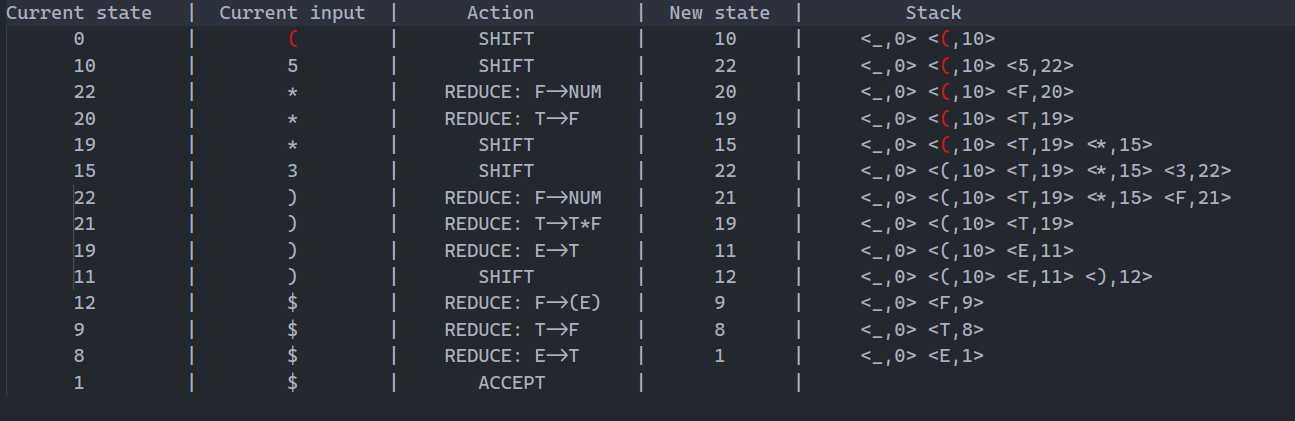 Current state | Current input | Action | New state | Stack
0 | ( | SHIFT | 10 | <_,0> <(,10>
10 | 5 | SHIFT | 22 | <_,0> <(,10> <5,22>
22 | * | REDUCE: F→NUM | 20 | <_,0> <(,10> <F,20>
20 | * | REDUCE: T→F | 19 | <_,0> <(,10> <T,19>
19 | * | SHIFT | 15 | <_,0> <(,10> <T,19> <*,15>
15 | 3 | SHIFT | 22 | <_,0> <(,10> <T,19> <*,15> <3,22>
22 | ) | REDUCE: F→NUM | 21 | <_,0> <(,10> <T,19> <*,15> <F,21>
21 | ) | REDUCE: T→T*F | 19 | <_,0> <(,10> <T,19>
19 | ) | REDUCE: E→T | 11 | <_,0> <(,10> <E,11>
11 | ) | SHIFT | 12 | <_,0> <(,10> <E,11> <),12>
12 | $ | REDUCE: F→(E) | 9 | <_,0> <F,9>
9 | $ | REDUCE: T→F | 8 | <_,0> <T,8>
8 | $ | REDUCE: E→T | 1 | <_,0> <E,1>
1 | $ | ACCEPT | |